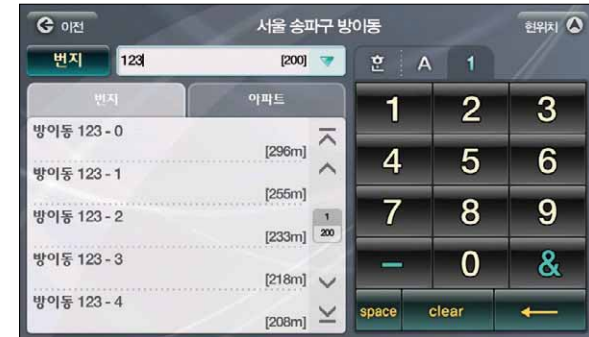 이전
서울 송파구 방이동
현위치
번지
123
[200]
한 A 1
번지
아파트
방이동 123 - 0
[296m]
방이동 123 - 1
[255m]
방이동 123 - 2
[233m]
방이동 123 - 3
[218m]
방이동 123 - 4
[208m]
1
200
1 2 3
4 5 6
7 8 9
- 0 &
space clear ←